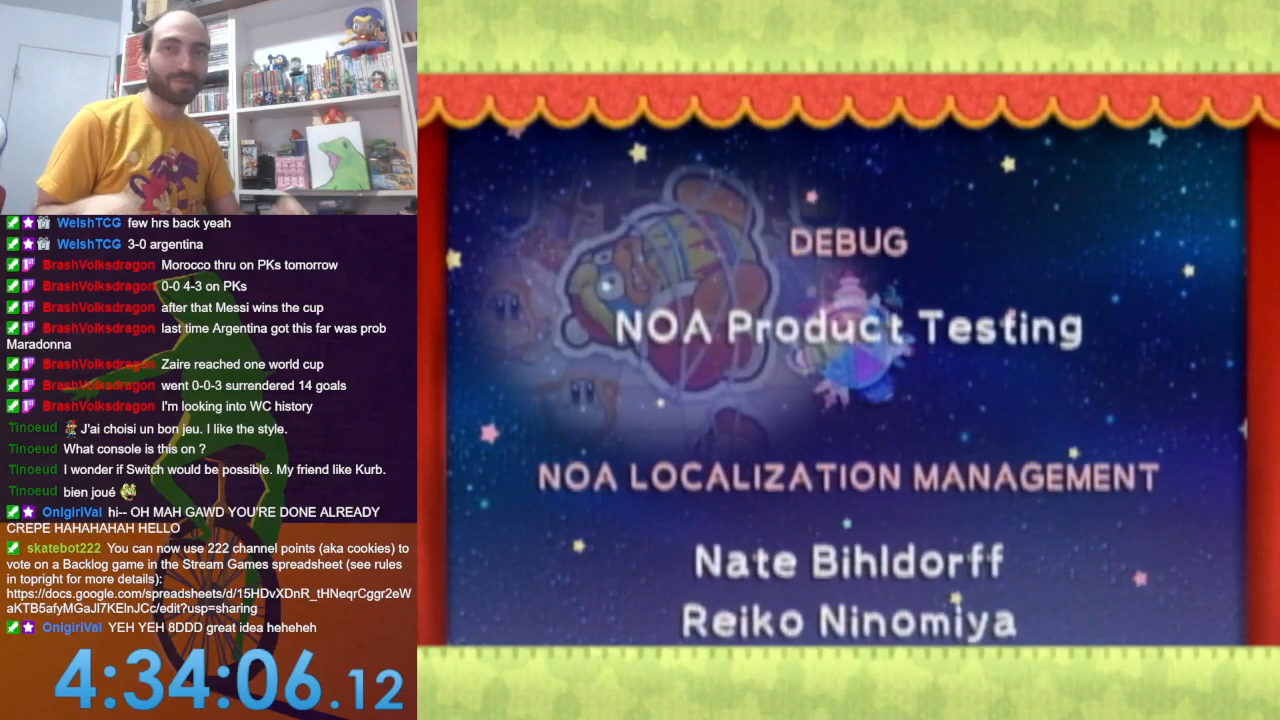 WelshTCG few hrs back yeah
WelshTCG 3-0 argentina
BrashVolksdragon Morocco thru on PKs tomorrow
BrashVolksdragon 0-0 4-3 on PKs
BrashVolksdragon after that Messi wins the cup
BrashVolksdragon last time Argentina got this far was prob
Maradonna
BrashVolksdragon Zaire reached one world cup
BrashVolksdragon went 0-0-3 surrendered 14 goals
BrashVolksdragon I'm looking into WC history
Tinoeud J'ai choisi un bon jeu. I like the style.
Tinoeud What console is this on ?
Tinoeud I wonder if Switch would be possible. My friend like Kurb.
Tinoeud bien joué
OnigiriVal hi-- OH MAH GAWD YOU'RE DONE ALREADY
CREPE HAHAHAHAH HELLO
skatebot222 You can now use 222 channel points (aka cookies) to
vote on a Backlog game in the Stream Games spreadsheet (see rules
in topright for more details):
https://docs.google.com/spreadsheets/d/15HDvXDnR_tHNeqrCggr2eW
aKTB5afyMGaJl7KElnJCc/edit?usp=sharing
OnigiriVal YEH YEH 8DDD great idea heheheh
4:34:06.12
DEBUG
NOA Product Testing
NOA LOCALIZATION MANAGEMENT
Nate Bihldorff
Reiko Ninomiya